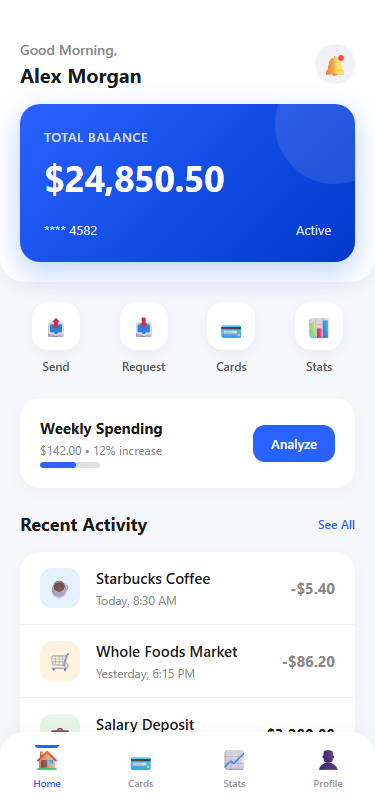 Good Morning,
Alex Morgan
TOTAL BALANCE
$24,850.50
**** 4582
Active
Send
Request
Cards
Stats
Weekly Spending
$142.00 • 12% increase
Analyze
Recent Activity
See All
Starbucks Coffee
Today, 8:30 AM
-$5.40
Whole Foods Market
Yesterday, 6:15 PM
-$86.20
Salary Deposit
Home
Cards
Stats
Profile